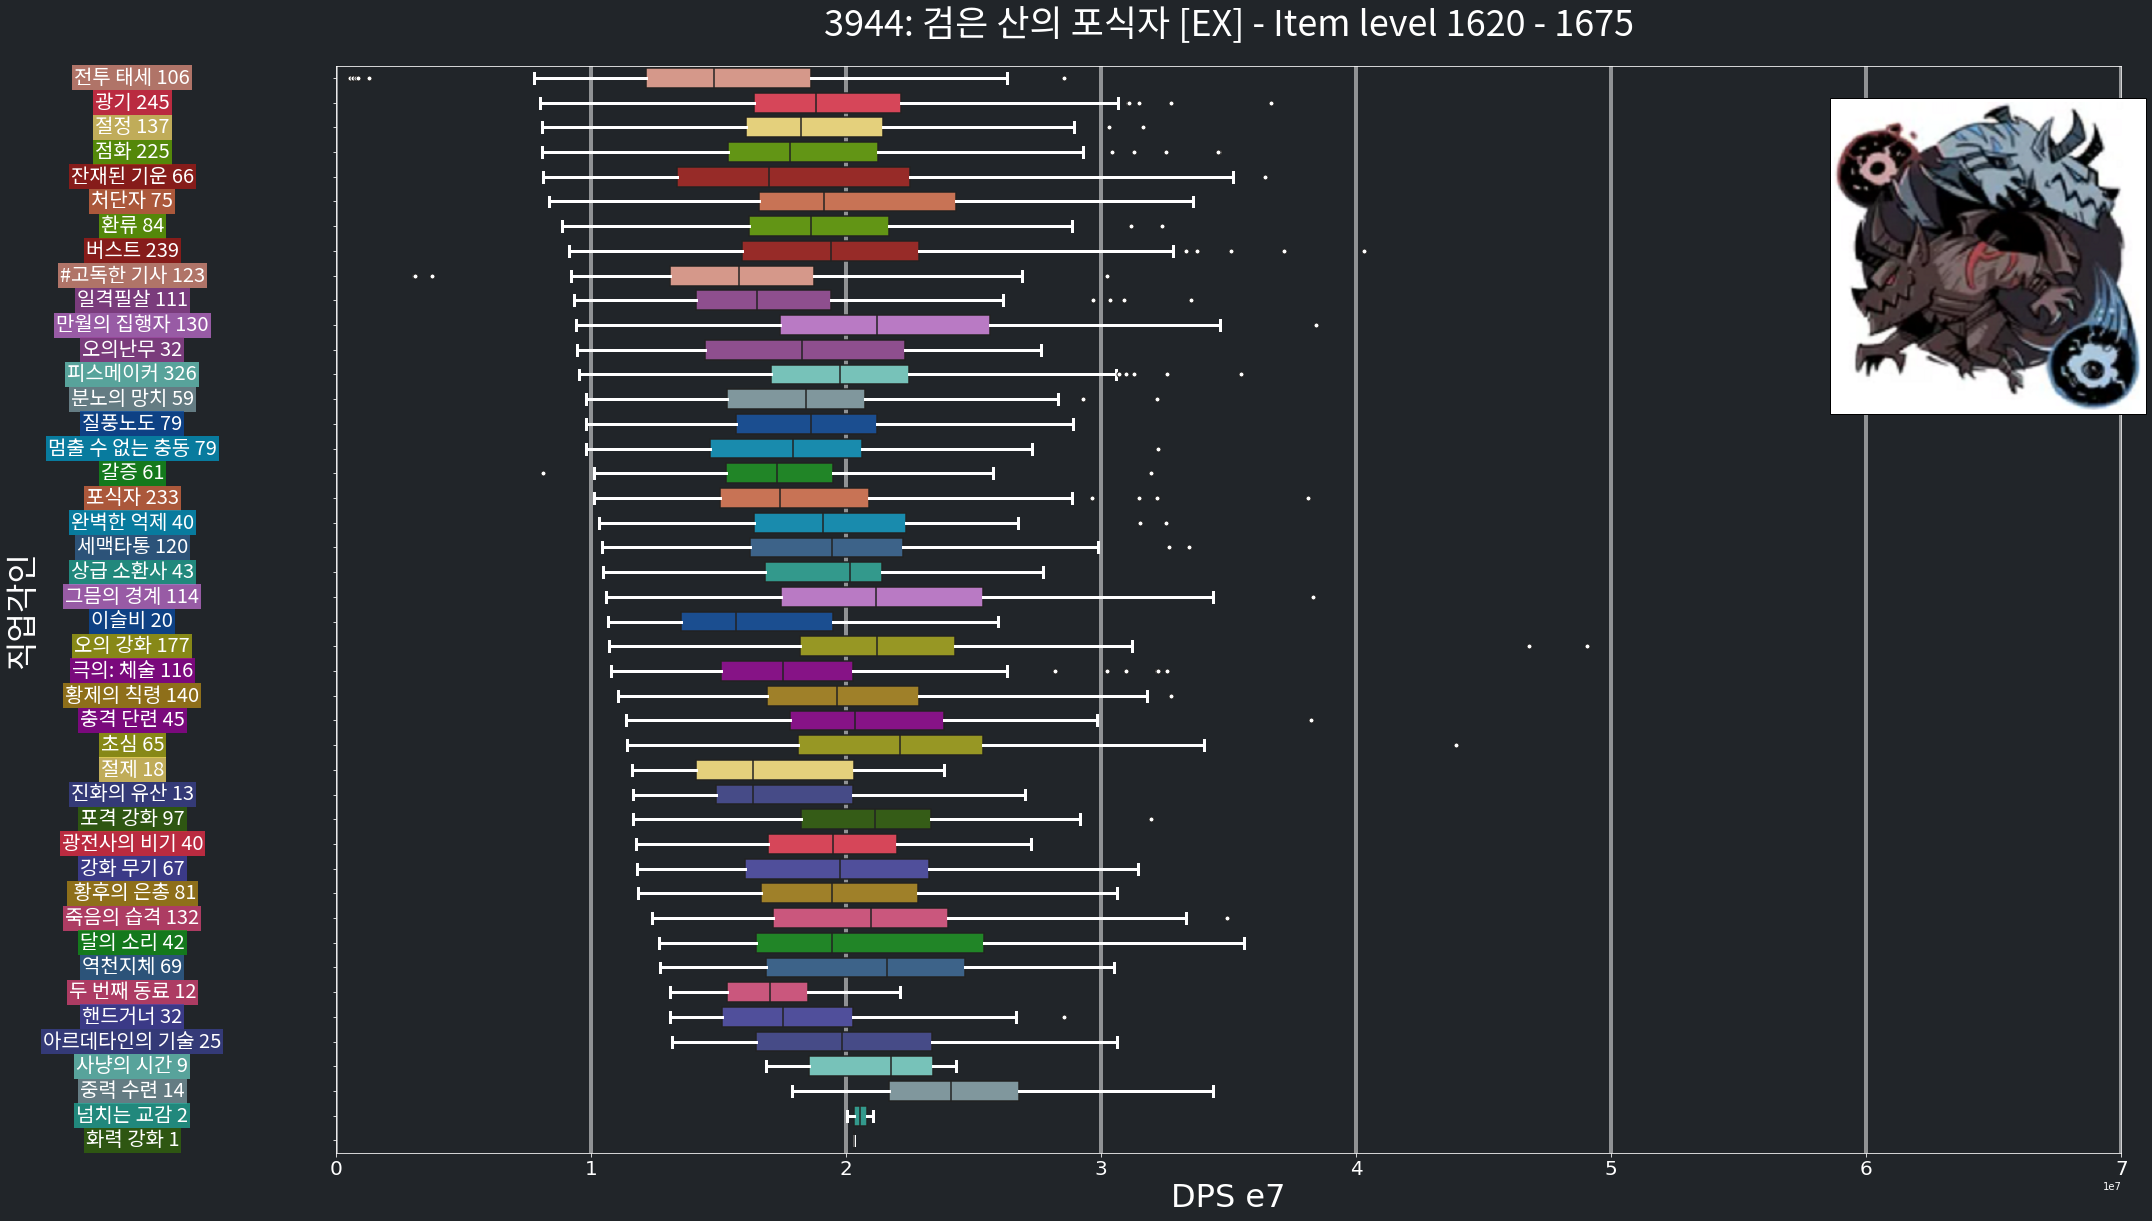 3944: 검은 산의 포식자 [EX] - Item level 1620 - 1675
직업각인
전투 태세 106
광기 245
절정 137
점화 225
잔재된 기운 66
처단자 75
환류 84
버스트 239
#고독한 기사 123
일격필살 111
만월의 집행자 130
오의난무 32
피스메이커 326
분노의 망치 59
질풍노도 79
멈출 수 없는 충동 79
갈증 61
포식자 233
완벽한 억제 40
세맥타통 120
상급 소환사 43
그믐의 경계 114
이슬비 20
오의 강화 177
극의: 체술 116
황제의 칙령 140
충격 단련 45
초심 65
절제 18
진화의 유산 13
포격 강화 97
광전사의 비기 40
강화 무기 67
황후의 은총 81
죽음의 습격 132
달의 소리 42
역천지체 69
두 번째 동료 12
핸드거너 32
아르데타인의 기술 25
사냥의 시간 9
중력 수련 14
넘치는 교감 2
화력 강화 1
0 1 2 3 4 5 6 7
1e7
DPS e7